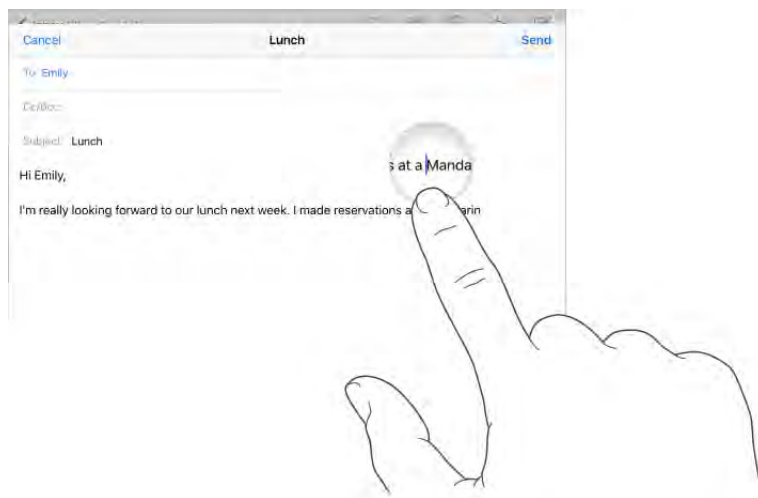 Cancel Lunch Send
To: Emily
Cc/Bcc:
Subject: Lunch
s at a Manda
Hi Emily,
I'm really looking forward to our lunch next week. I made reservations a arin